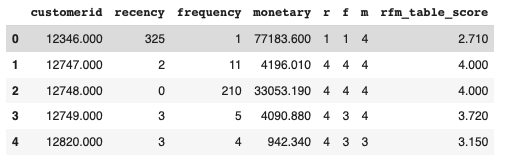 customerid recency frequency monetary r f m rfm_table_score
0 12346.000 325 1 77183.600 1 1 4 2.710
1 12747.000 2 11 4196.010 4 4 4 4.000
2 12748.000 0 210 33053.190 4 4 4 4.000
3 12749.000 3 5 4090.880 4 3 4 3.720
4 12820.000 3 4 942.340 4 3 3 3.150